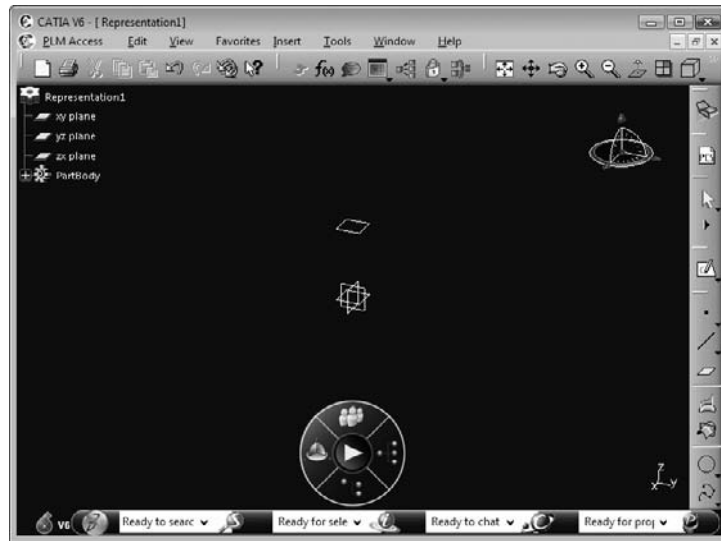 CATIA V6 - [ Representation1]
PLM Access Edit View Favorites Insert Tools Window Help
f(x)
Representation1
xy plane
yz plane
zx plane
PartBody
z
x y
V6 Ready to searc Ready for sele Ready to chat Ready for proj